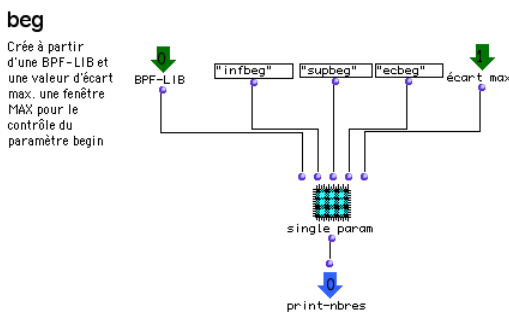 beg
Crée à partir
d'une BPF-LIB et
une valeur d'écart
max. une fenêtre
MAX pour le
contrôle du
paramètre begin
0
1
"infbeg"
"supbeg"
"ecbeg"
BPF-LIB
écart max
single param
0
print-nbres